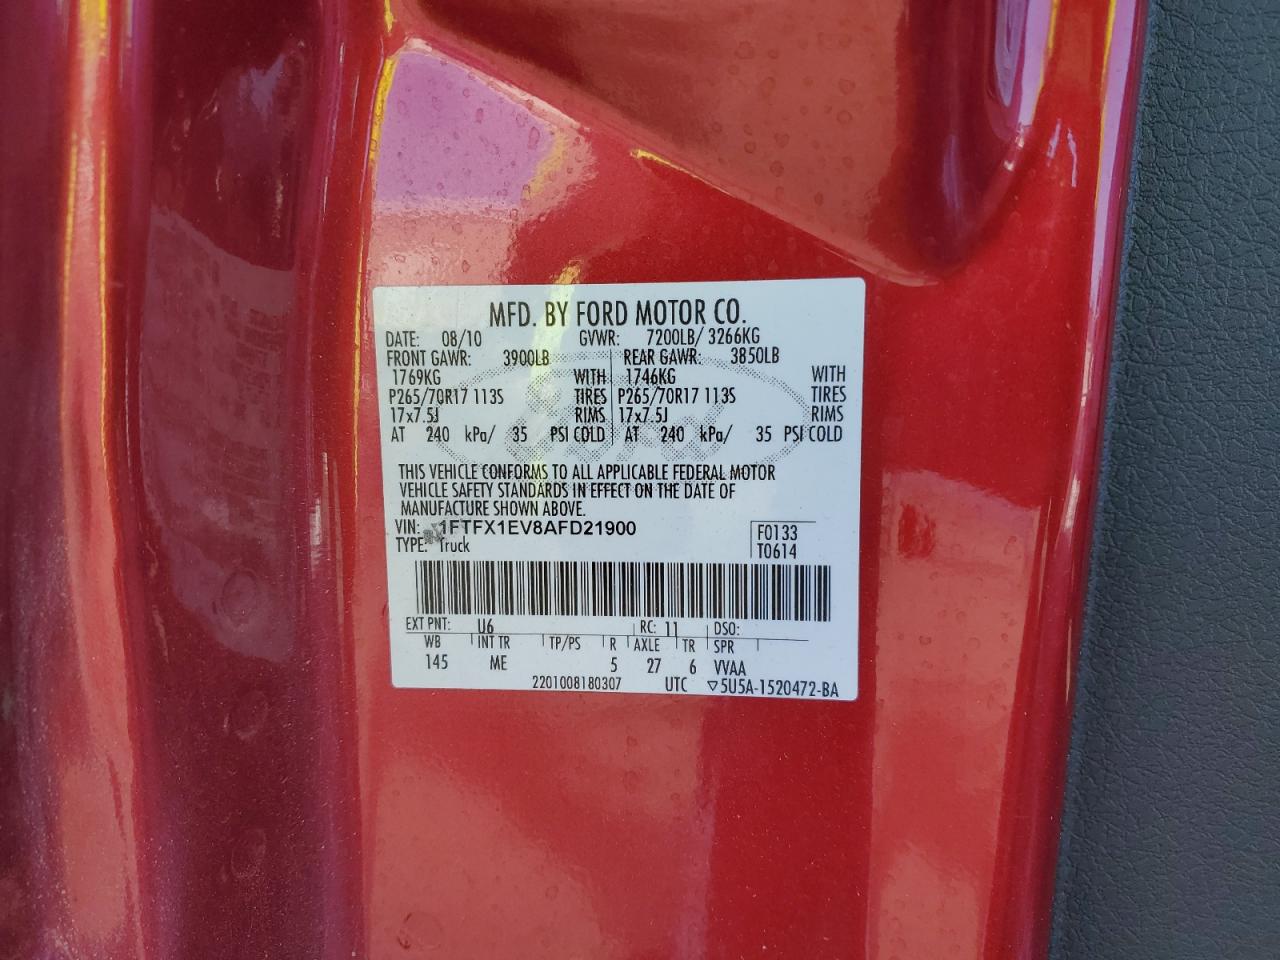 MFD. BY FORD MOTOR CO.
DATE: 08/10 GVWR: 7200LB/ 3266KG
FRONT GAWR: 3900LB REAR GAWR: 3850LB
1769KG WITH 1746KG WITH
P265/70R17 113S TIRES P265/70R17 113S TIRES
17x7.5J RIMS 17x7.5J RIMS
AT 240 kPa/ 35 PSI COLD AT 240 kPa/ 35 PSI COLD
THIS VEHICLE CONFORMS TO ALL APPLICABLE FEDERAL MOTOR
VEHICLE SAFETY STANDARDS IN EFFECT ON THE DATE OF
MANUFACTURE SHOWN ABOVE.
VIN: 1FTFX1EV8AFD21900 F0133
TYPE: Truck T0614
EXT PNT: U6 RC: 11 DSO:
WB INT TR TP/PS R AXLE TR SPR
145 ME 5 27 6 VVAA
2201008180307 UTC ▽5U5A-1520472-BA